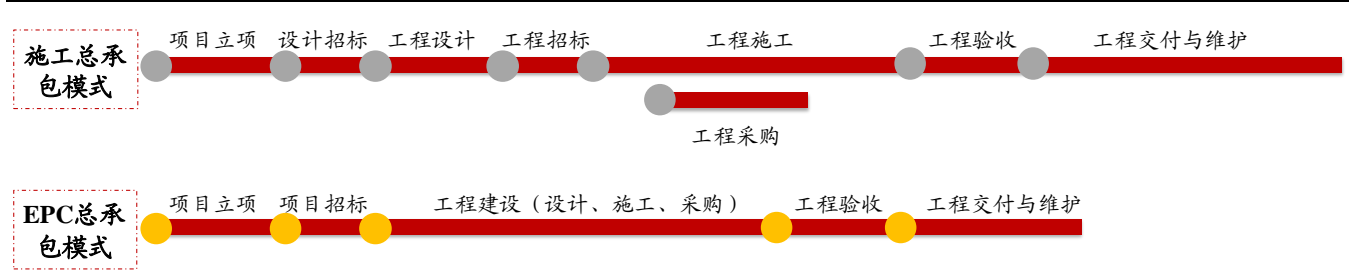 施工总承
包模式
项目立项 设计招标 工程设计 工程招标 工程施工 工程验收 工程交付与维护
工程采购
EPC总承
包模式
项目立项 项目招标 工程建设（设计、施工、采购） 工程验收 工程交付与维护